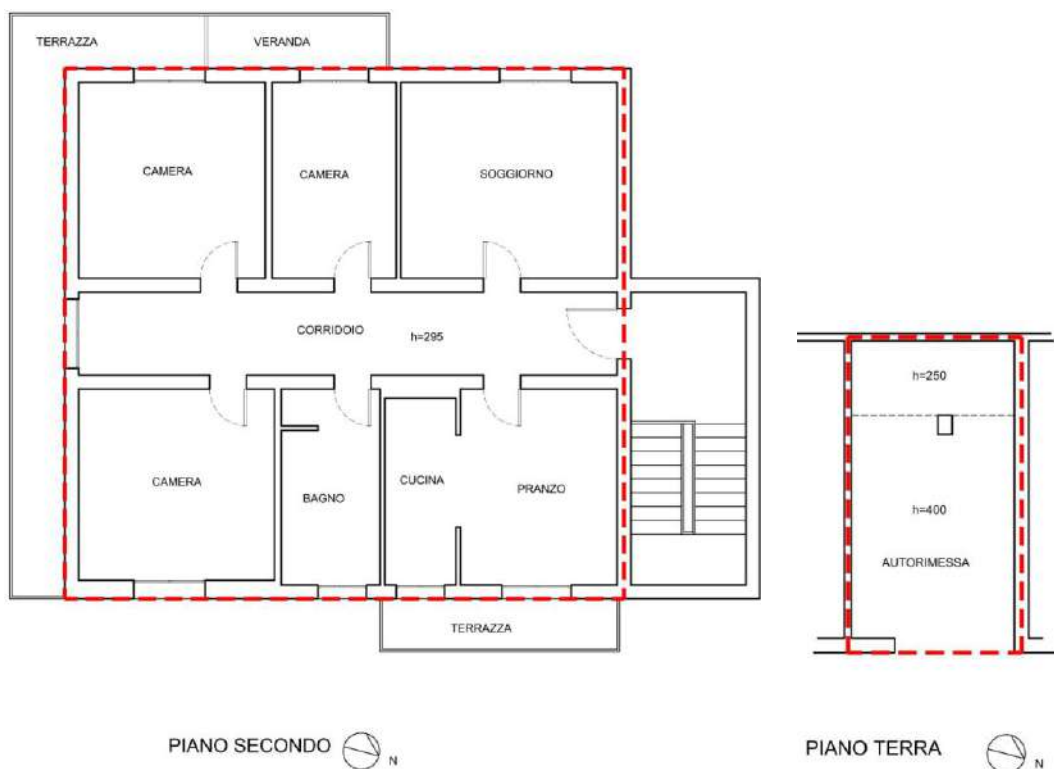 TERRAZZA
VERANDA
CAMERA
CAMERA
SOGGIORNO
CORRIDOIO
h=295
CAMERA
BAGNO
CUCINA
PRANZO
TERRAZZA
h=250
h=400
AUTORIMESSA
PIANO SECONDO
N
PIANO TERRA
N